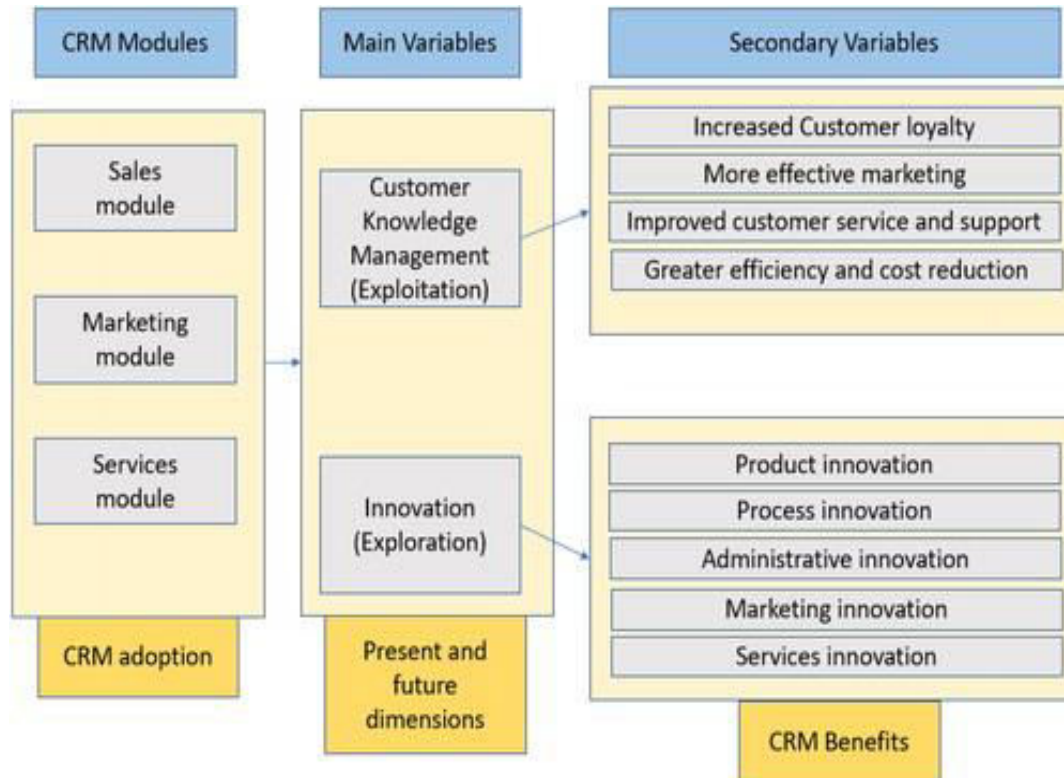 CRM Modules
Main Variables
Secondary Variables
Sales
module
Marketing
module
Services
module
CRM adoption
Customer
Knowledge
Management
(Exploitation)
Innovation
(Exploration)
Present and
future
dimensions
Increased Customer loyalty
More effective marketing
Improved customer service and support
Greater efficiency and cost reduction
Product innovation
Process innovation
Administrative innovation
Marketing innovation
Services innovation
CRM Benefits